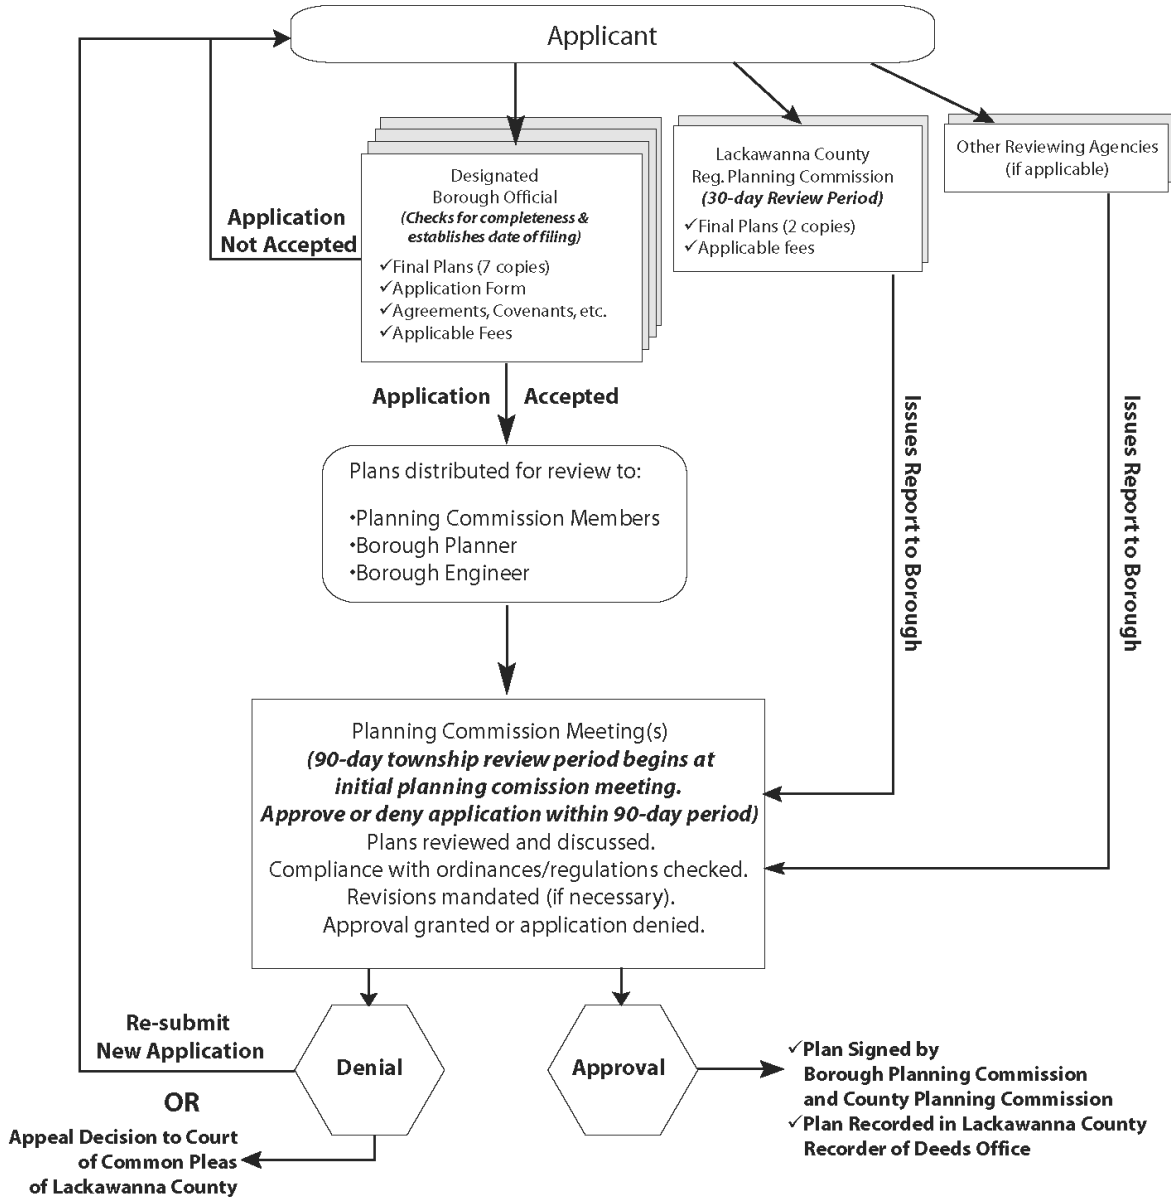 Applicant
Designated
Borough Official
(Checks for completeness &
establishes date of filing)
✓Final Plans (7 copies)
✓Application Form
✓Agreements, Covenants, etc.
✓Applicable Fees
Lackawanna County
Reg. Planning Commission
(30-day Review Period)
✓Final Plans (2 copies)
✓Applicable fees
Other Reviewing Agencies
(if applicable)
Application
Not Accepted
Application Accepted
Issues Report to Borough
Issues Report to Borough
Plans distributed for review to:
•Planning Commission Members
•Borough Planner
•Borough Engineer
Planning Commission Meeting(s)
(90-day township review period begins at
initial planning comission meeting.
Approve or deny application within 90-day period)
Plans reviewed and discussed.
Compliance with ordinances/regulations checked.
Revisions mandated (if necessary).
Approval granted or application denied.
Re-submit
New Application
OR
Appeal Decision to Court
of Common Pleas
of Lackawanna County
Denial
Approval
✓Plan Signed by
Borough Planning Commission
and County Planning Commission
✓Plan Recorded in Lackawanna County
Recorder of Deeds Office